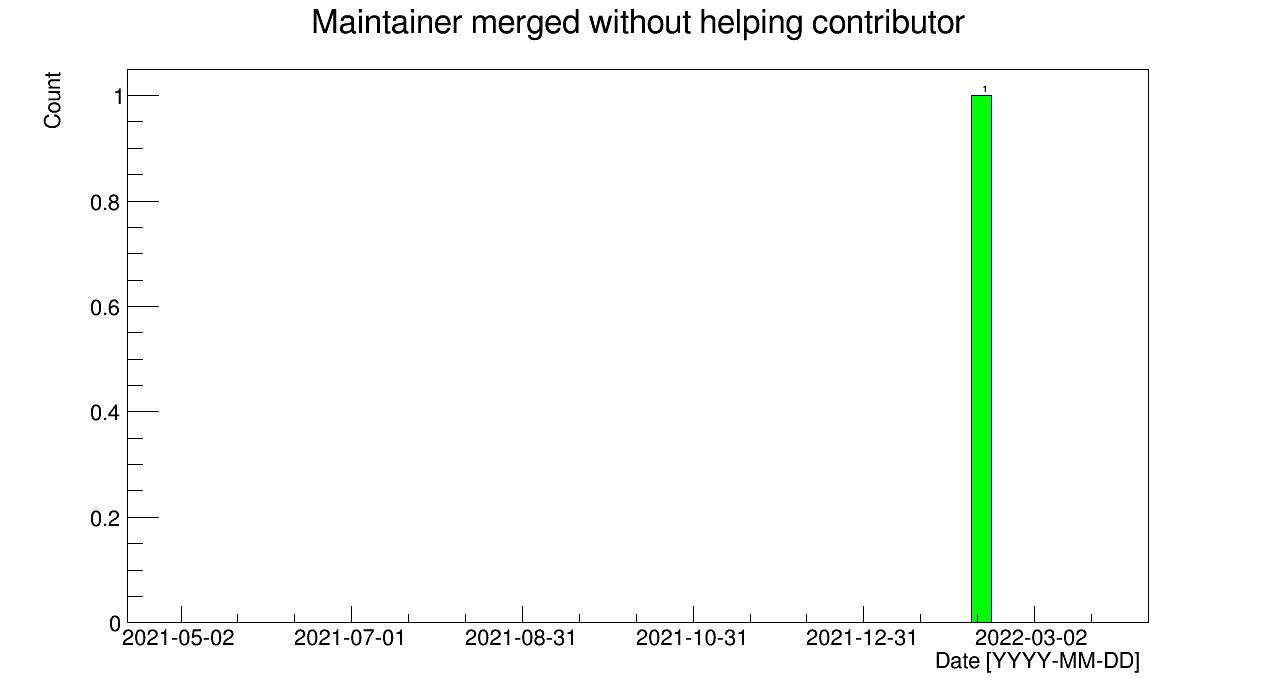 Maintainer merged without helping contributor
Count
1
1
0.8
0.6
0.4
0.2
0
2021-05-02 2021-07-01 2021-08-31 2021-10-31 2021-12-31 2022-03-02
Date [YYYY-MM-DD]